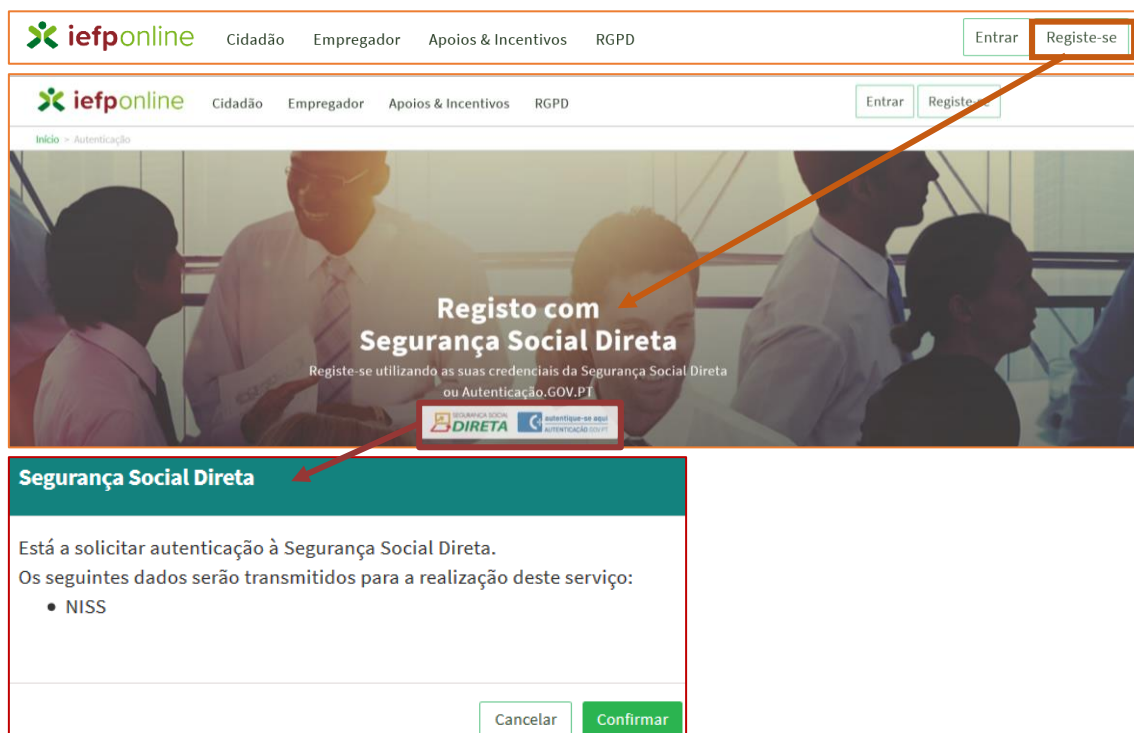 iefponline Cidadão Empregador Apoios & Incentivos RGPD Entrar Registe-se
iefponline Cidadão Empregador Apoios & Incentivos RGPD Entrar Registe-se
Início > Autenticação
Registo com
Segurança Social Direta
Registe-se utilizando as suas credenciais da Segurança Social Direta
ou Autenticação.GOV.PT
SEGURANÇA SOCIAL
DIRETA
autentique-se aqui
AUTENTICAÇÃO.GOV.PT
Segurança Social Direta
Está a solicitar autenticação à Segurança Social Direta.
Os seguintes dados serão transmitidos para a realização deste serviço:
• NISS
Cancelar Confirmar